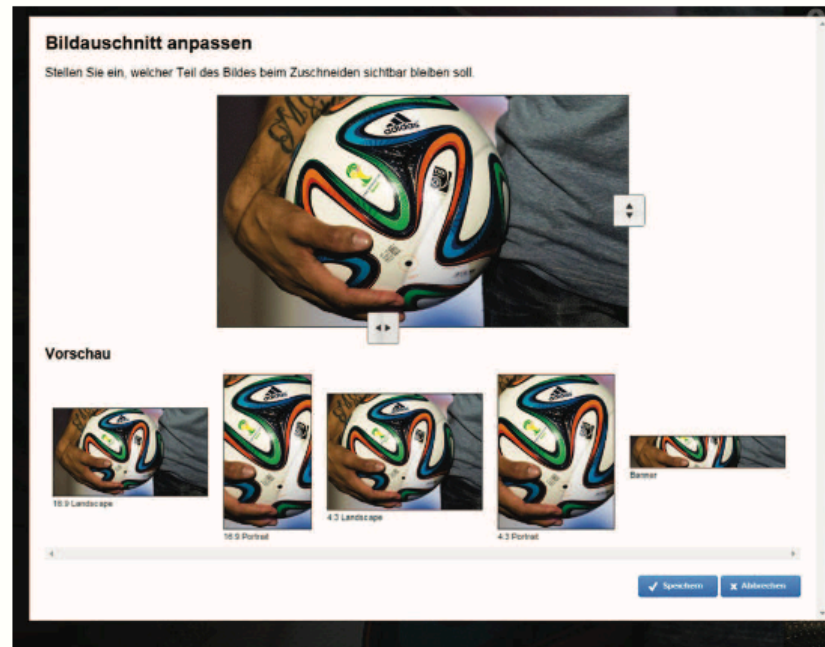 Bildauschnitt anpassen
Stellen Sie ein, welcher Teil des Bildes beim Zuschneiden sichtbar bleiben soll.
adidas
Vorschau
16:9 Landscape
16:9 Portrait
4:3 Landscape
4:3 Portrait
Banner
Speichern
Abbrechen